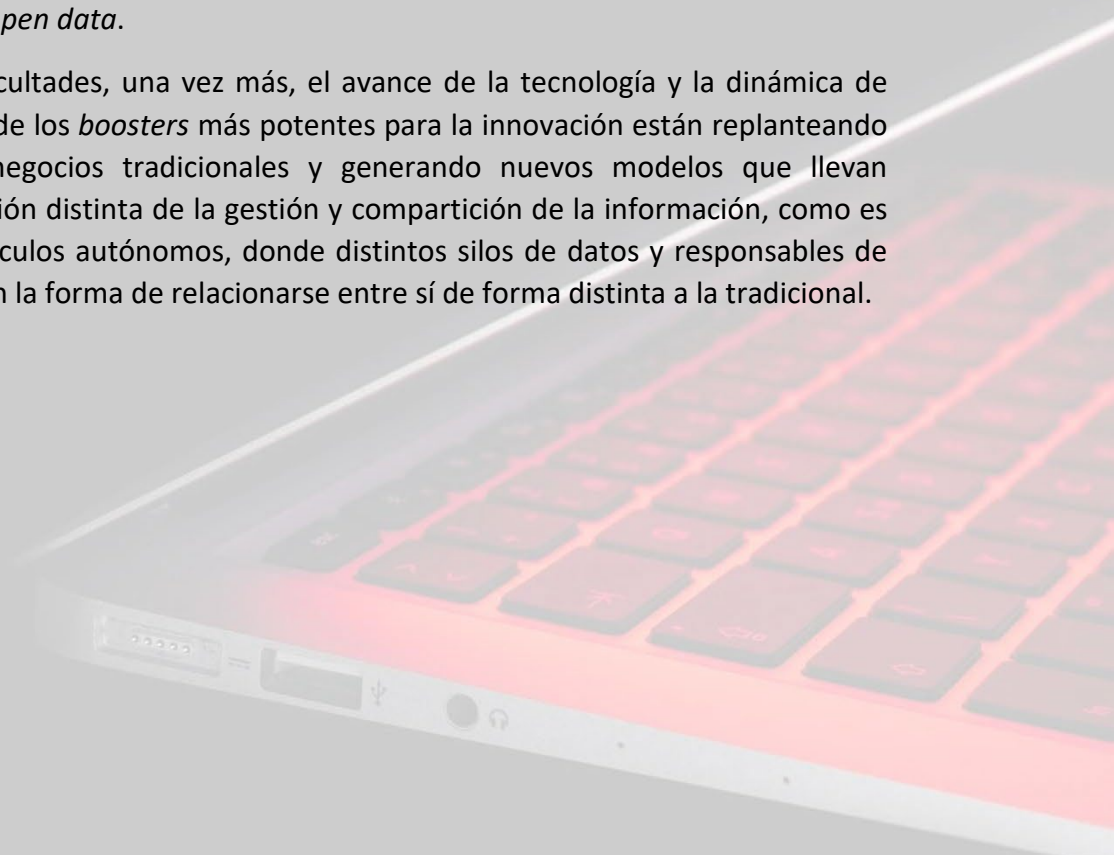 pen data.
cultades, una vez más, el avance de la tecnología y la dinámica de
de los boosters más potentes para la innovación están replanteando
negocios tradicionales y generando nuevos modelos que llevan
ión distinta de la gestión y compartición de la información, como es
culos autónomos, donde distintos silos de datos y responsables de
n la forma de relacionarse entre sí de forma distinta a la tradicional.